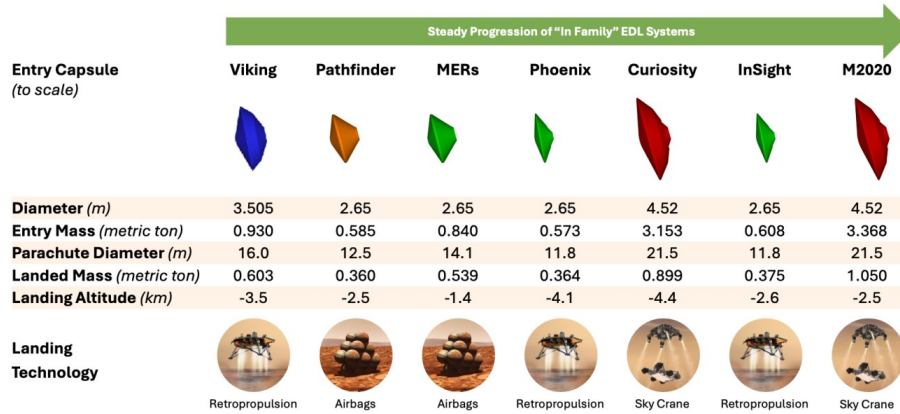 Steady Progression of "In Family" EDL Systems
Entry Capsule Viking Pathfinder MERs Phoenix Curiosity InSight M2020
(to scale)
Diameter (m) 3.505 2.65 2.65 2.65 4.52 2.65 4.52
Entry Mass (metric ton) 0.930 0.585 0.840 0.573 3.153 0.608 3.368
Parachute Diameter (m) 16.0 12.5 14.1 11.8 21.5 11.8 21.5
Landed Mass (metric ton) 0.603 0.360 0.539 0.364 0.899 0.375 1.050
Landing Altitude (km) -3.5 -2.5 -1.4 -4.1 -4.4 -2.6 -2.5
Landing
Technology
Retropropulsion Airbags Airbags Retropropulsion Sky Crane Retropropulsion Sky Crane